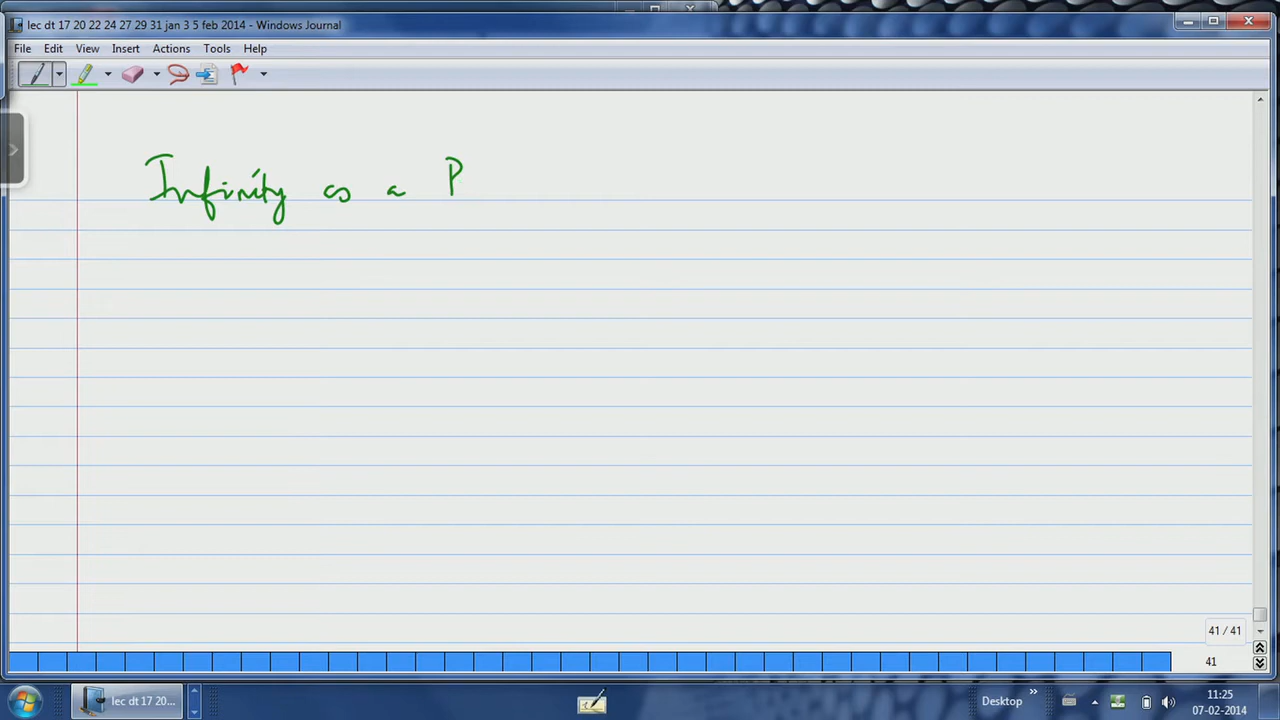 lec dt 17 20 22 24 27 29 31 jan 3 5 feb 2014 - Windows Journal
File Edit View Insert Actions Tools Help
Infinity as a P
41 / 41
41
lec dt 17 20... Desktop » 11:25
07-02-2014